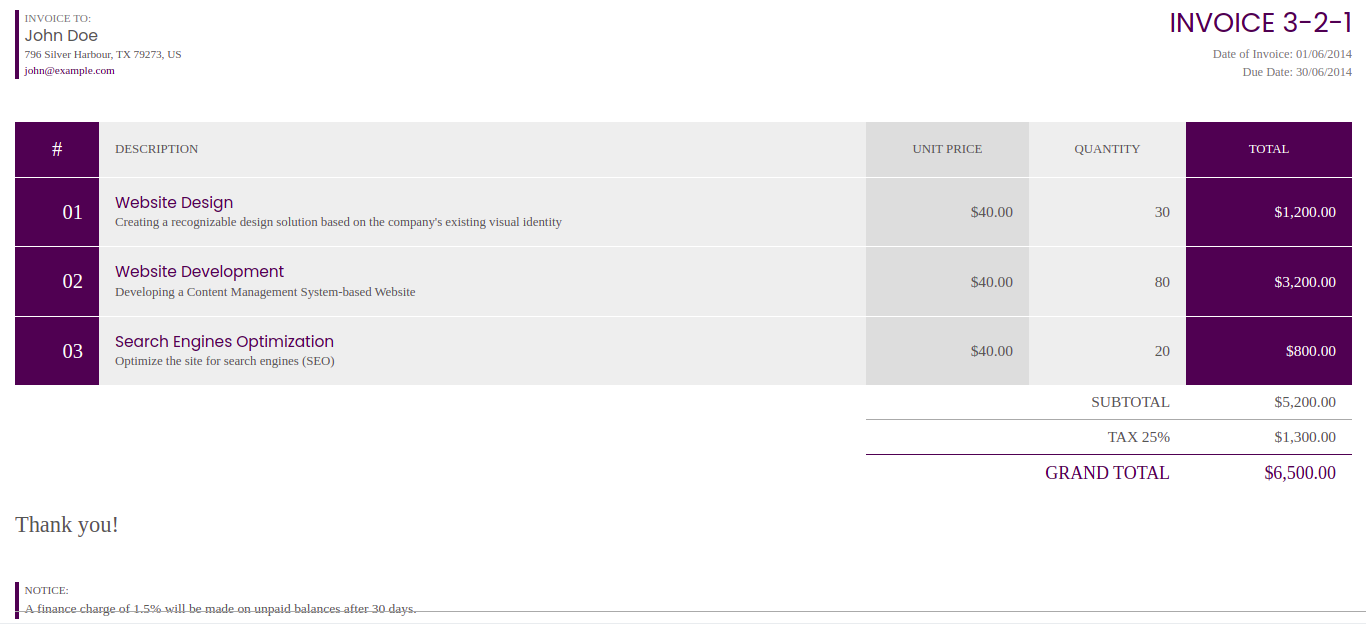 INVOICE TO:
John Doe
796 Silver Harbour, TX 79273, US
john@example.com
INVOICE 3-2-1
Date of Invoice: 01/06/2014
Due Date: 30/06/2014
# DESCRIPTION UNIT PRICE QUANTITY TOTAL
01 Website Design $40.00 30 $1,200.00
Creating a recognizable design solution based on the company's existing visual identity
02 Website Development $40.00 80 $3,200.00
Developing a Content Management System-based Website
03 Search Engines Optimization $40.00 20 $800.00
Optimize the site for search engines (SEO)
SUBTOTAL $5,200.00
TAX 25% $1,300.00
GRAND TOTAL $6,500.00
Thank you!
NOTICE:
A finance charge of 1.5% will be made on unpaid balances after 30 days.